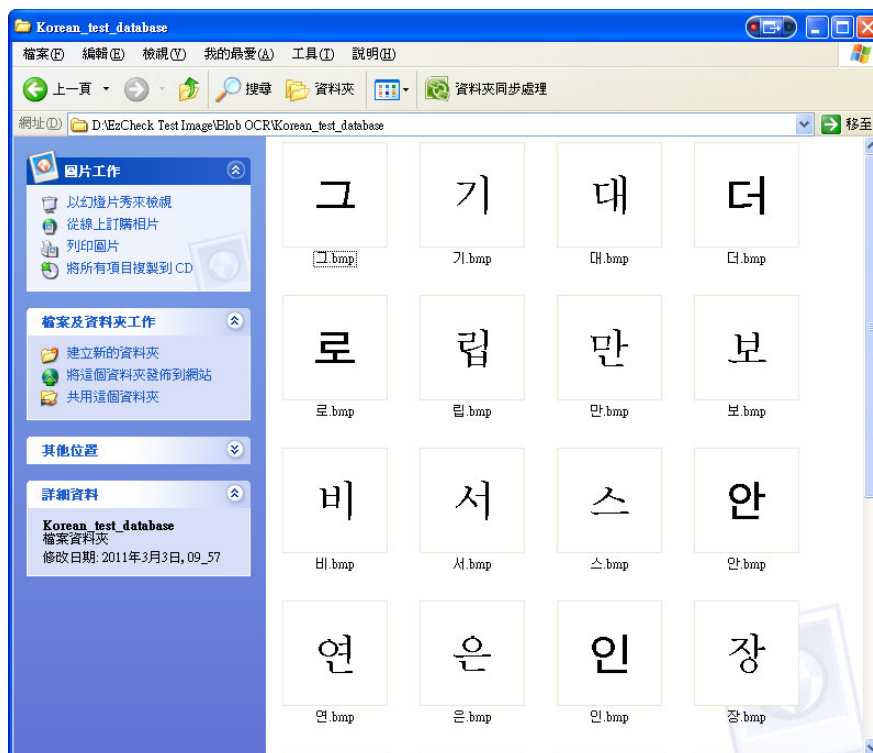 Korean_test_database
檔案(F) 編輯(E) 檢視(V) 我的最愛(A) 工具(T) 說明(H)
上一頁 搜尋 資料夾 資料夾同步處理
網址(D) D:\EzCheck Test Image\Blob OCR\Korean_test_database 移至
圖片工作
以幻燈片秀來檢視
從線上訂購相片
列印圖片
將所有項目複製到 CD
檔案及資料夾工作
建立新的資料夾
將這個資料夾發佈到網站
共用這個資料夾
其他位置
詳細資料
Korean_test_database
檔案資料夾
修改日期: 2011年3月3日, 09_57
그 기 대 더
그.bmp 기.bmp 대.bmp 더.bmp
로 립 만 보
로.bmp 립.bmp 만.bmp 보.bmp
비 서 스 안
비.bmp 서.bmp 스.bmp 안.bmp
연 은 인 장
연.bmp 은.bmp 인.bmp 장.bmp